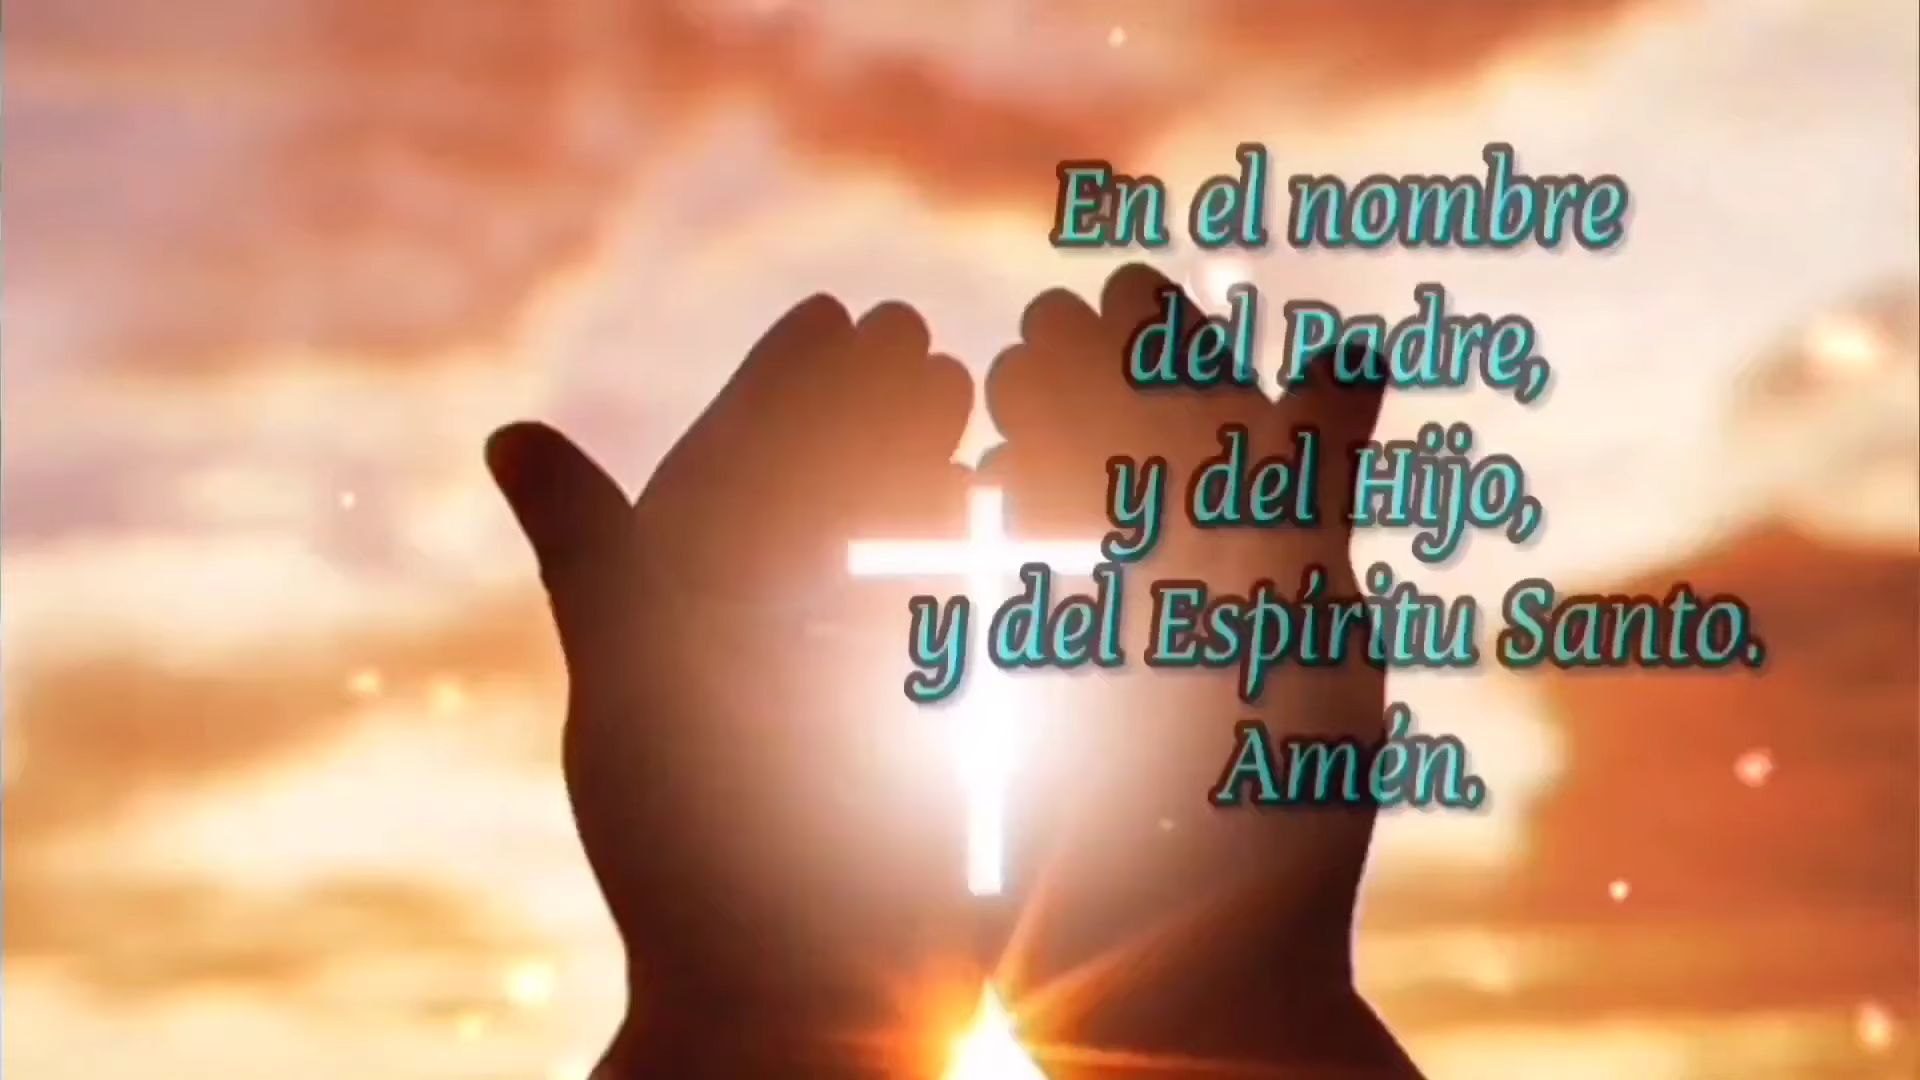 En el nombre
del Padre,
y del Hijo,
y del Espíritu Santo.
Amén.